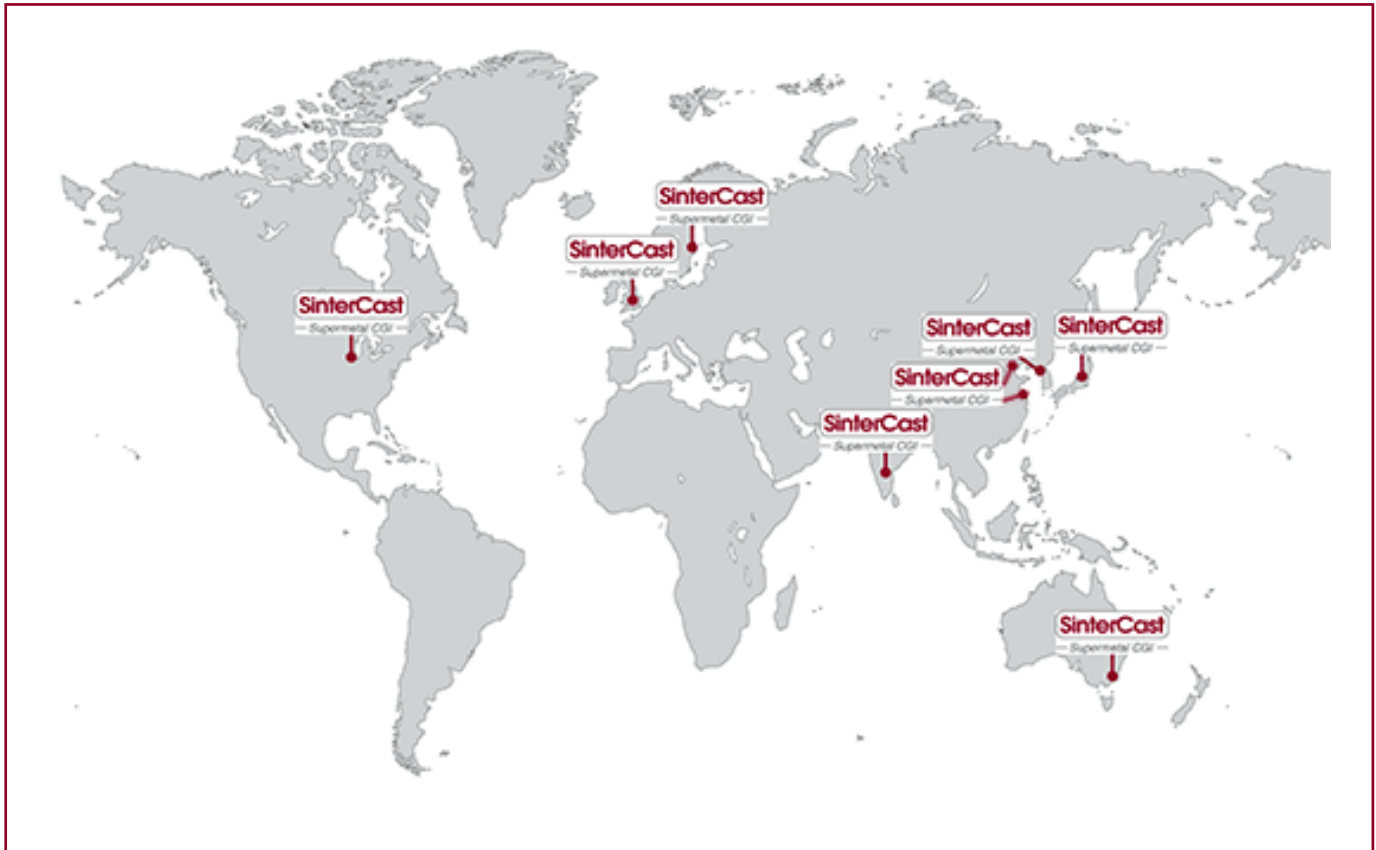 SinterCast
— Supermetal CGI —
SinterCast
— Supermetal CGI —
SinterCast
— Supermetal CGI —
SinterCast
— Supermetal CGI —
SinterCast
— Supermetal CGI —
SinterCast
— Supermetal CGI —
SinterCast
— Supermetal CGI —
SinterCast
— Supermetal CGI —